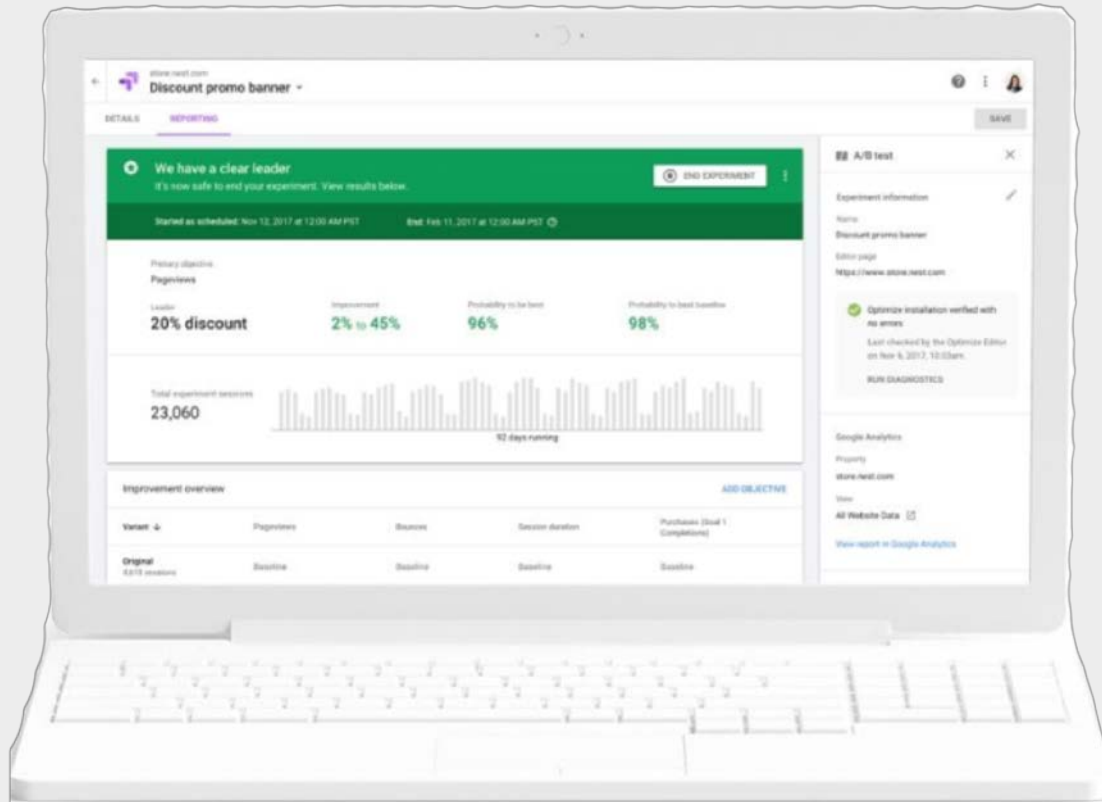 store.nest.com
Discount promo banner
DETAILS
REPORTING
SAVE
We have a clear leader
It's now safe to end your experiment. View results below.
END EXPERIMENT
Started as scheduled: Nov 12, 2017 at 12:00 AM PST
End: Feb 11, 2017 at 12:00 AM PST
Primary objective
Pageviews
Leader
20% discount
Improvement
2% to 45%
Probability to be best
96%
Probability to beat baseline
98%
Total experiment sessions
23,060
92 days running
Improvement overview
ADD OBJECTIVE
Variant
Pageviews
Bounces
Session duration
Purchases (Goal 1
Completions)
Original
sessions
Baseline
Baseline
Baseline
Baseline
A/B test
Experiment information
Name
Discount promo banner
Editor page
https://www.store.nest.com
Optimize installation verified with
no errors
Last checked by the Optimize Editor
on Nov 6, 2017, 10:03am.
RUN DIAGNOSTICS
Google Analytics
Property
store.nest.com
View
All Website Data
View report in Google Analytics